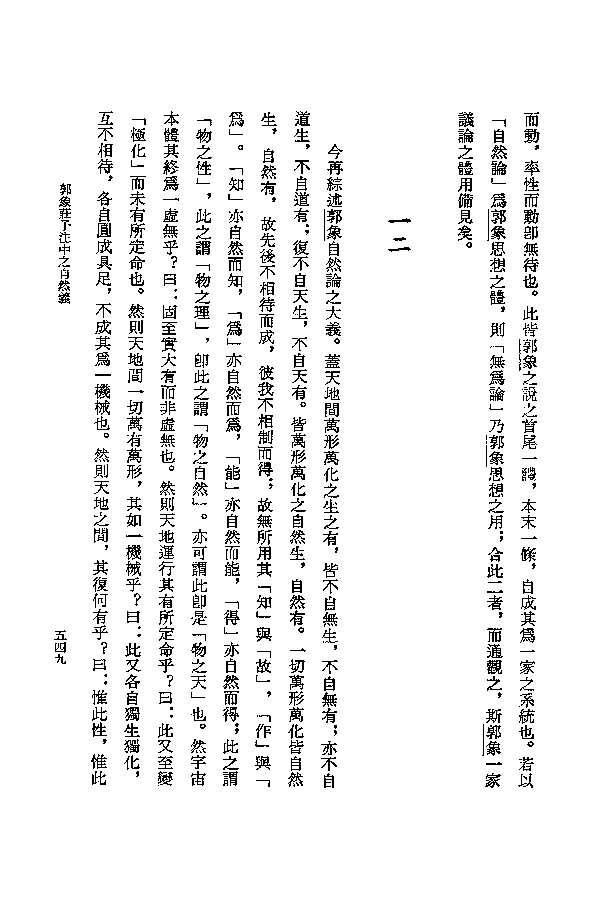 而動，率性而動卽無待也。此皆郭象之說之首尾一體，本末一條，自成其爲一家之系統也。若以
「自然論」爲郭象思想之體，則「無爲論」乃郭象思想之用；合此二者，而通觀之，斯郭象一家
議論之體用備見矣。
一二
今再綜述郭象自然論之大義。蓋天地間萬形萬化之生之有，皆不自無生，不自無有；亦不自
道生，不自道有；復不自天生，不自天有。皆萬形萬化之自然生，自然有。一切萬形萬化皆自然
生，自然有，故先後不相待而成，彼我不相制而得；故無所用其「知」與「故」，「作」與「
爲」。「知」亦自然而知，「爲」亦自然而爲，「能」亦自然而能，「得」亦自然而得；此之謂
「物之性」，此之謂「物之理」，卽此之謂「物之自然」。亦可謂此卽是「物之天」也。然宇宙
本體其終爲一虛無乎？曰：固至實大有而非虛無也。然則天地運行其有所定命乎？曰：此又至變
「極化」而未有所定命也。然則天地間一切萬有萬形，其如一機械乎？曰：此又各自獨生獨化，
互不相待，各自圓成具足，不成其爲一機械也。然則天地之間，其復何有乎？曰：惟此性，惟此
郭象莊子注中之自然義
五四九